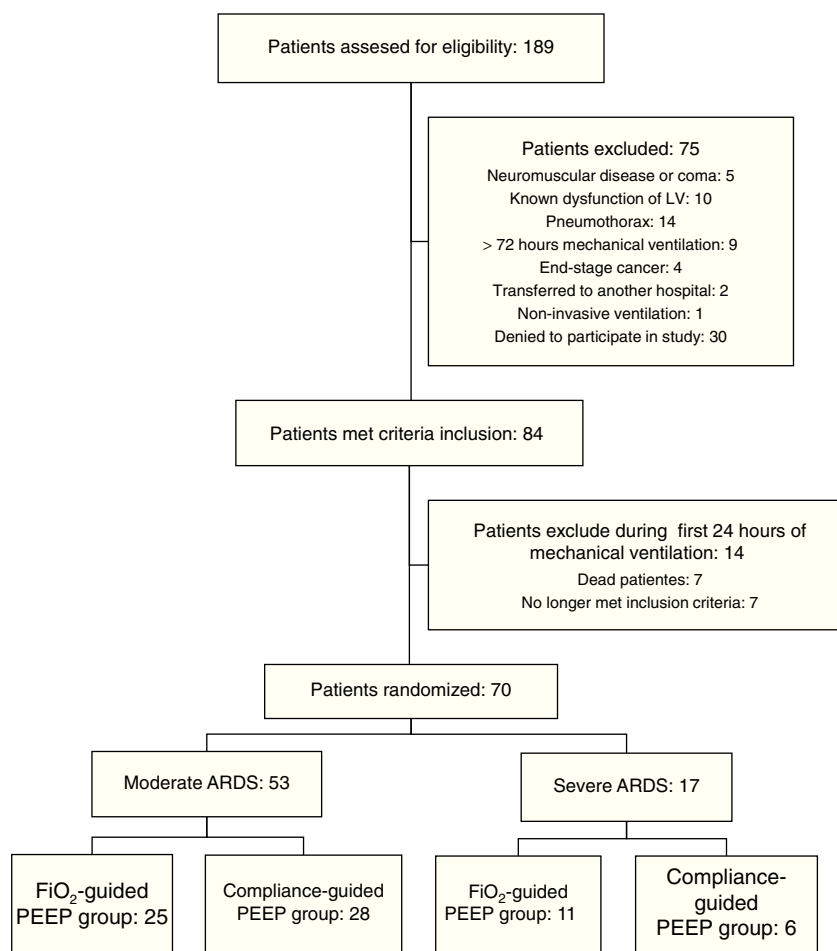 Patients assesed for eligibility: 189
Patients excluded: 75
Neuromuscular disease or coma: 5
Known dysfunction of LV: 10
Pneumothorax: 14
> 72 hours mechanical ventilation: 9
End-stage cancer: 4
Transferred to another hospital: 2
Non-invasive ventilation: 1
Denied to participate in study: 30
Patients met criteria inclusion: 84
Patients exclude during first 24 hours of
mechanical ventilation: 14
Dead patientes: 7
No longer met inclusion criteria: 7
Patients randomized: 70
Moderate ARDS: 53
Severe ARDS: 17
FiO₂-guided
PEEP group: 25
Compliance-guided
PEEP group: 28
FiO₂-guided
PEEP group: 11
Compliance-
guided
PEEP group: 6